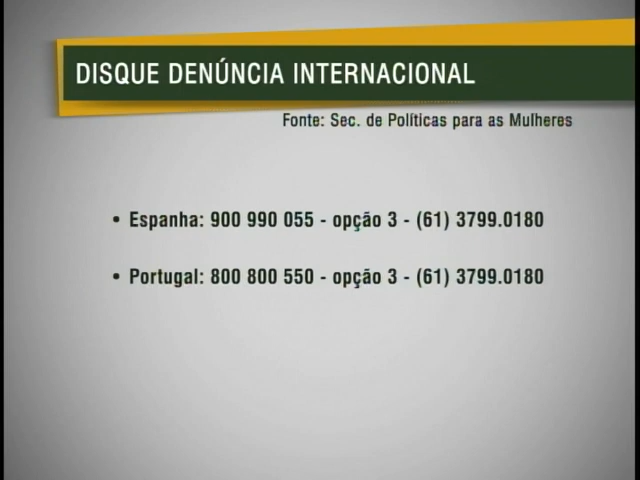 DISQUE DENÚNCIA INTERNACIONAL
Fonte: Sec. de Políticas para as Mulheres
• Espanha: 900 990 055 - opção 3 - (61) 3799.0180
• Portugal: 800 800 550 - opção 3 - (61) 3799.0180